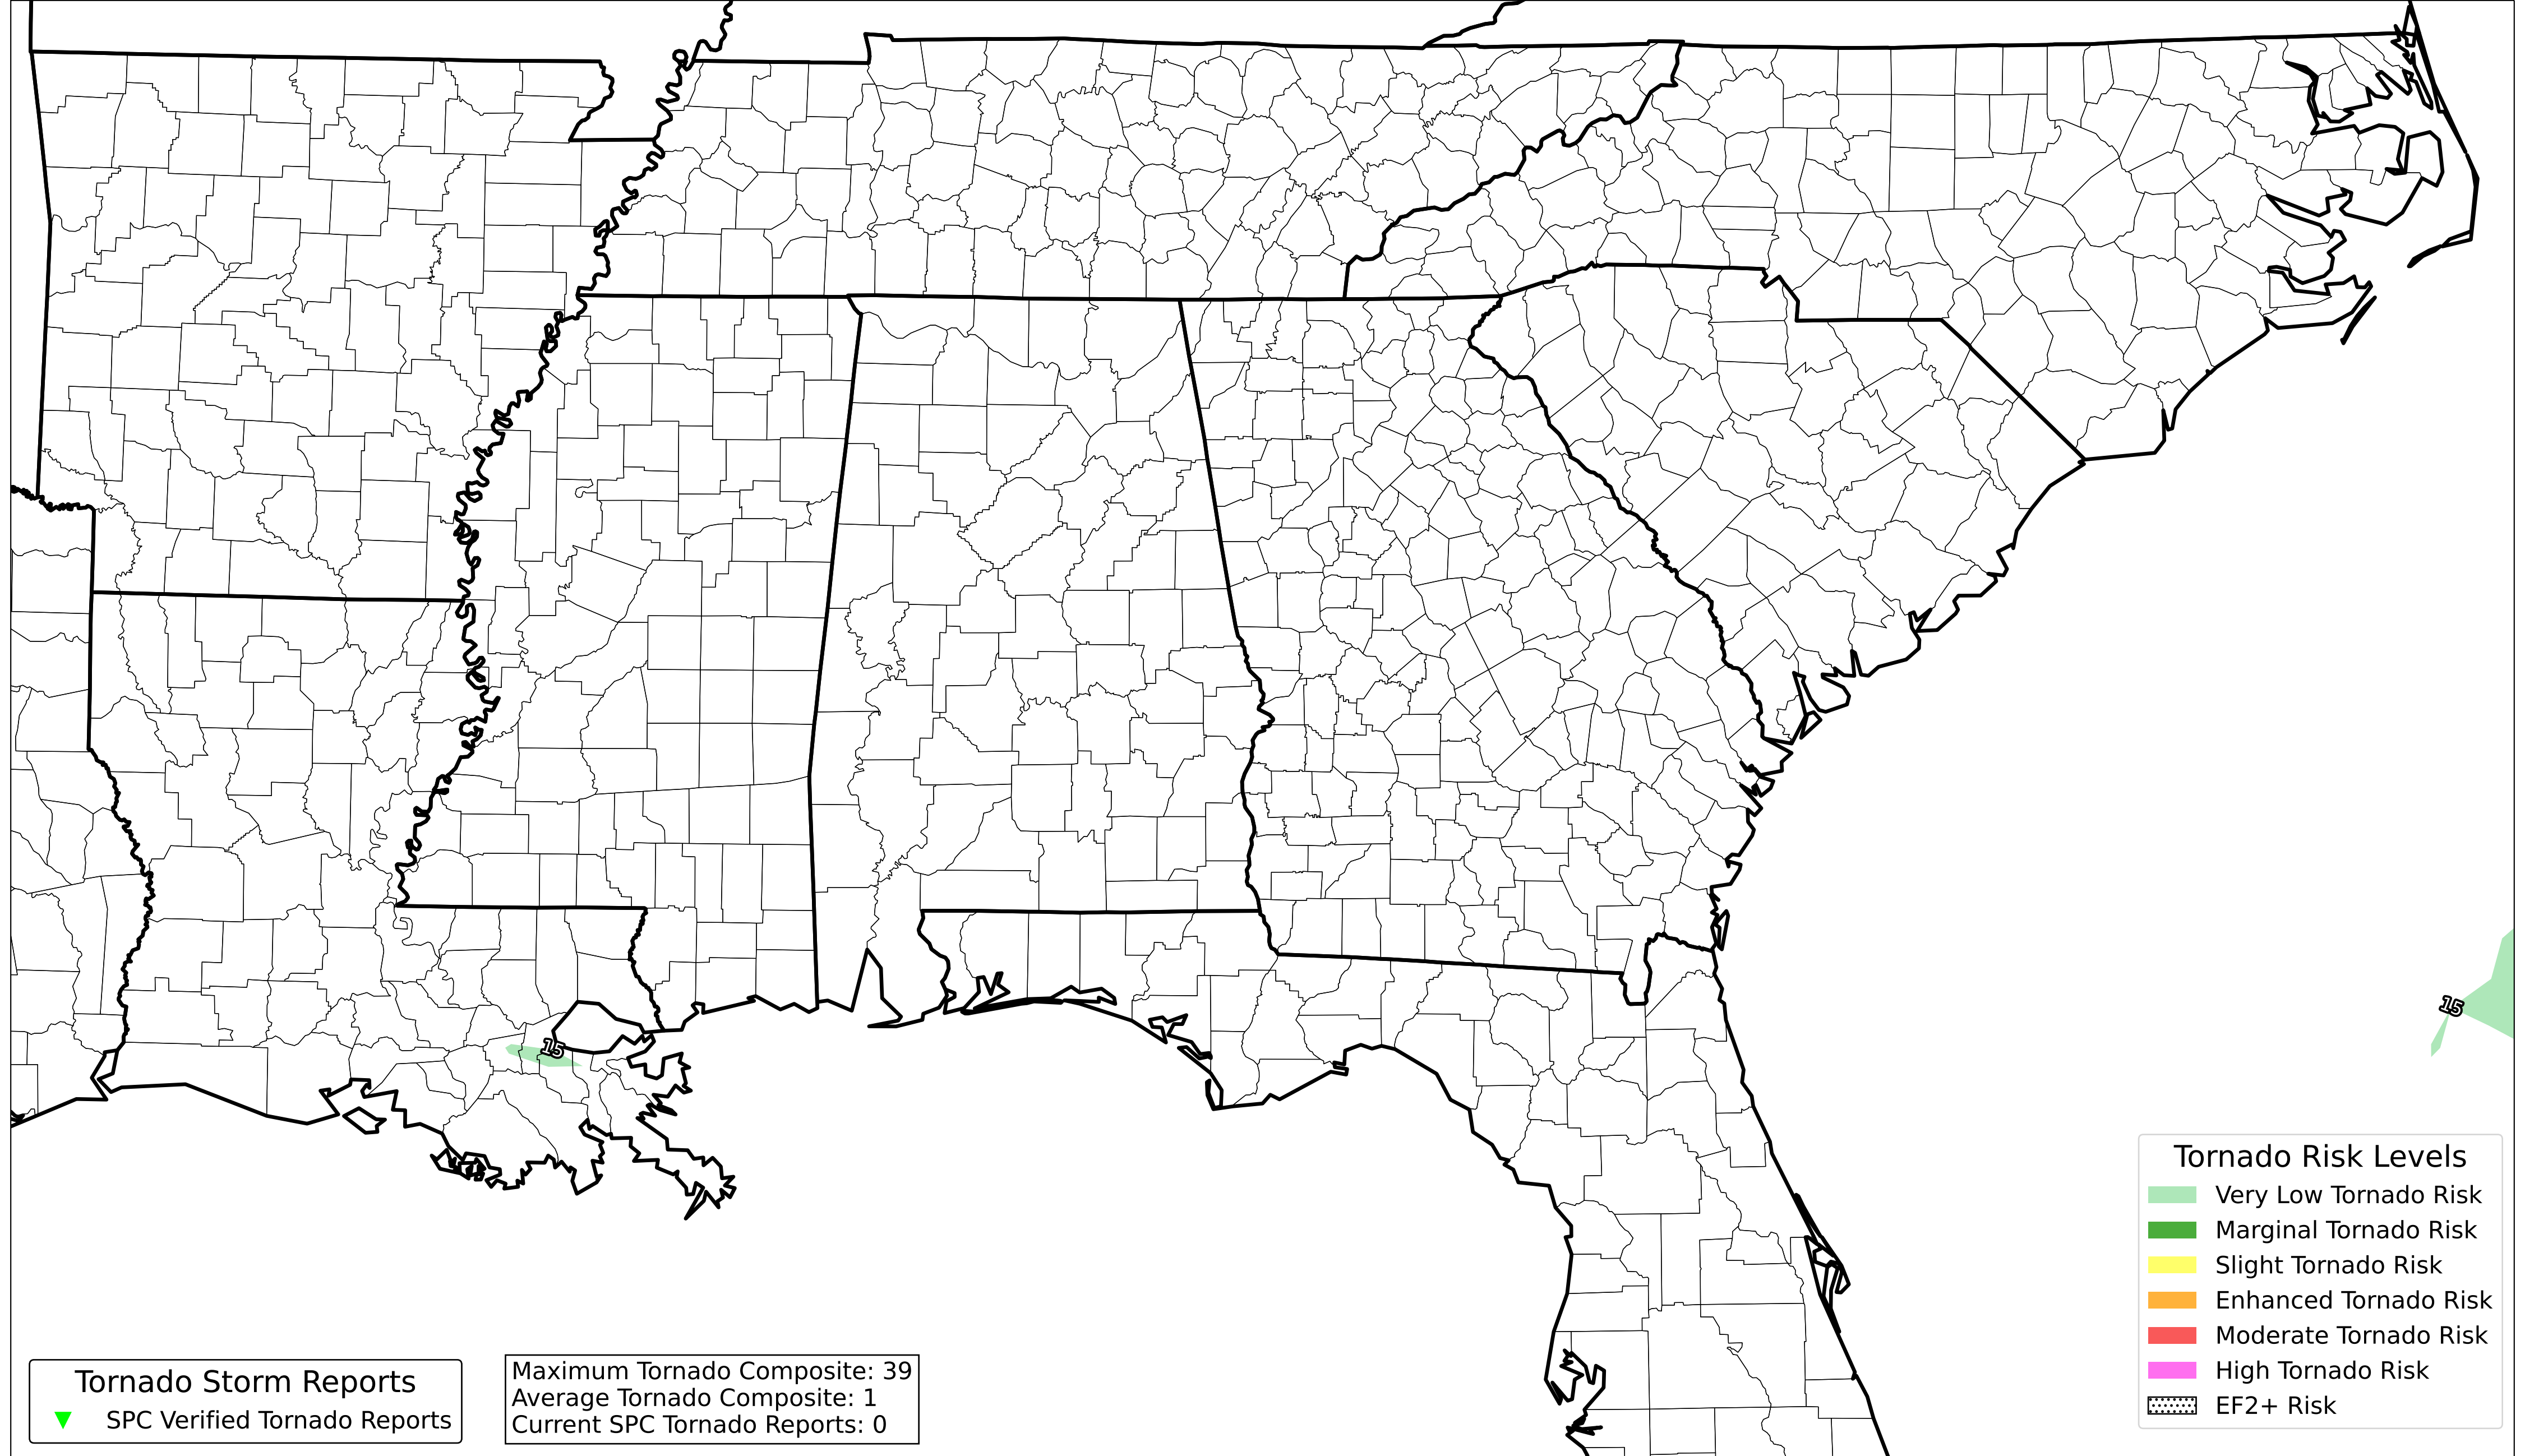 15
15
Tornado Risk Levels
Very Low Tornado Risk
Marginal Tornado Risk
Slight Tornado Risk
Enhanced Tornado Risk
Moderate Tornado Risk
High Tornado Risk
EF2+ Risk
Tornado Storm Reports
SPC Verified Tornado Reports
Maximum Tornado Composite: 39
Average Tornado Composite: 1
Current SPC Tornado Reports: 0